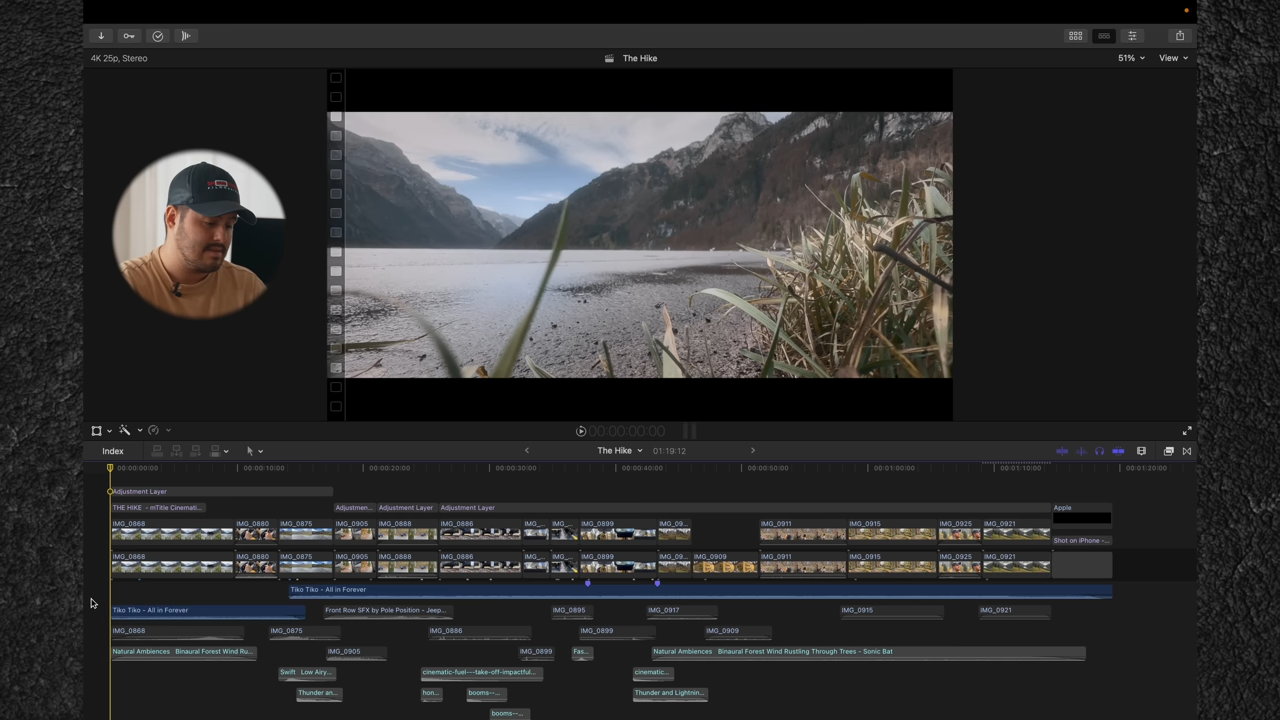 4K 25p, Stereo
The Hike
51%
View
00:00:00:00
Index
The Hike
01:19:12
00:00:00:00
00:00:10:00
00:00:20:00
00:00:30:00
00:00:40:00
00:00:50:00
00:01:00:00
00:01:10:00
00:01:20:00
Adjustment Layer
THE HIKE - mTitle Cinemati...
Adjustmen...
Adjustment Layer
Adjustment Layer
Apple
IMG_0868
IMG_0880
IMG_0875
IMG_0905
IMG_0888
IMG_0886
IMG_...
IMG_...
IMG_0899
IMG_09...
IMG_0911
IMG_0915
IMG_0925
IMG_0921
Shot on iPhone -...
IMG_0868
IMG_0880
IMG_0875
IMG_0905
IMG_0888
IMG_0886
IMG_...
IMG_...
IMG_0899
IMG_09...
IMG_0909
IMG_0911
IMG_0915
IMG_0925
IMG_0921
Tiko Tiko - All in Forever
Tiko Tiko - All in Forever
Front Row SFX by Pole Position - Jeep...
IMG_0895
IMG_0917
IMG_0915
IMG_0921
IMG_0868
IMG_0875
IMG_0886
IMG_0899
IMG_0909
Natural Ambiences Binaural Forest Wind Ru...
IMG_0905
IMG_0899
Fas...
Natural Ambiences Binaural Forest Wind Rustling Through Trees - Sonic Bat
Swift Low Airy...
cinematic-fuel---take-off-impactful...
cinematic...
Thunder an...
hon...
booms--...
Thunder and Lightnin...
booms--...